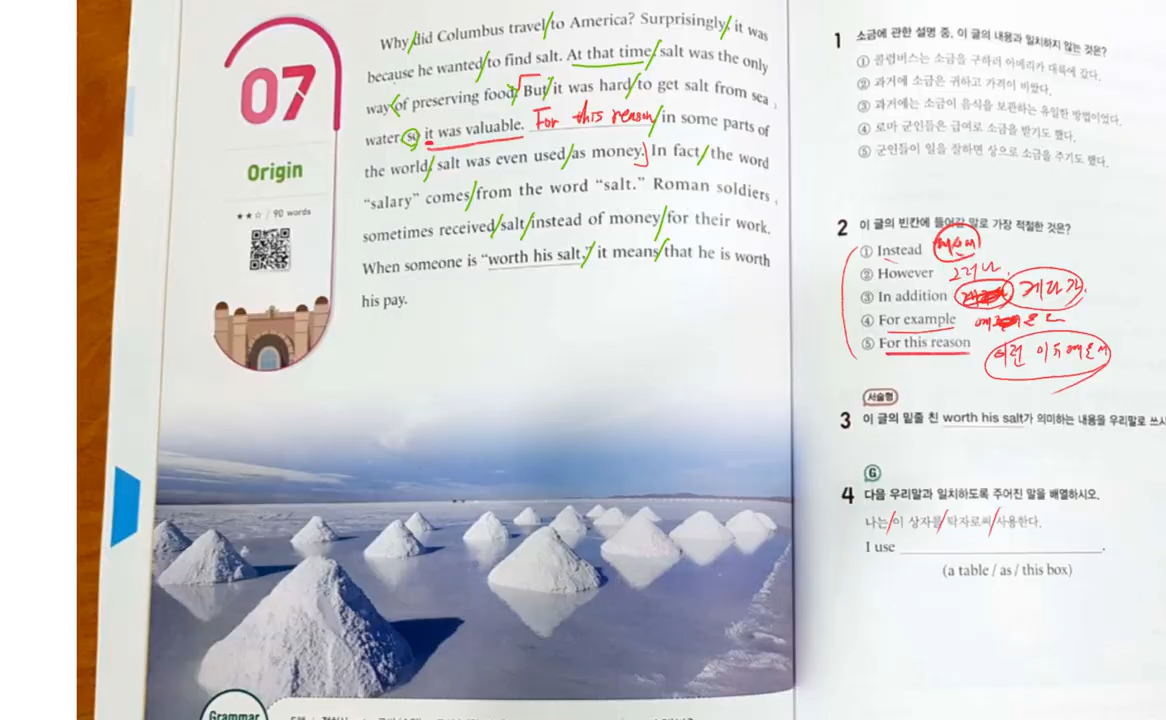 07
Origin
★★☆ / 90 words
Why did Columbus travel to America? Surprisingly, it was
because he wanted to find salt. At that time, salt was the only
way of preserving food. But it was hard to get salt from sea
water, so it was valuable. For this reason in some parts of
the world, salt was even used as money. In fact, the word
“salary” comes from the word “salt.” Roman soldiers
sometimes received salt instead of money for their work.
When someone is “worth his salt,” it means that he is worth
his pay.
Grammar
1 소금에 관한 설명 중, 이 글의 내용과 일치하지 않는 것은?
① 콜럼버스는 소금을 구하러 아메리카 대륙에 갔다.
② 과거에 소금은 귀하고 가격이 비쌌다.
③ 과거에는 소금이 음식을 보관하는 유일한 방법이었다.
④ 로마 군인들은 급여로 소금을 받기도 했다.
⑤ 군인들이 일을 잘하면 상으로 소금을 주기도 했다.
2 이 글의 빈칸에 들어갈 말로 가장 적절한 것은?
① Instead 대신에
② However 그러나
③ In addition 게다가
④ For example
⑤ For this reason
이런 이유 때문에
서술형
3 이 글의 밑줄 친 worth his salt가 의미하는 내용을 우리말로 쓰시
G
4 다음 우리말과 일치하도록 주어진 말을 배열하시오.
나는 이 상자를 탁자로써 사용한다.
I use .
(a table / as / this box)